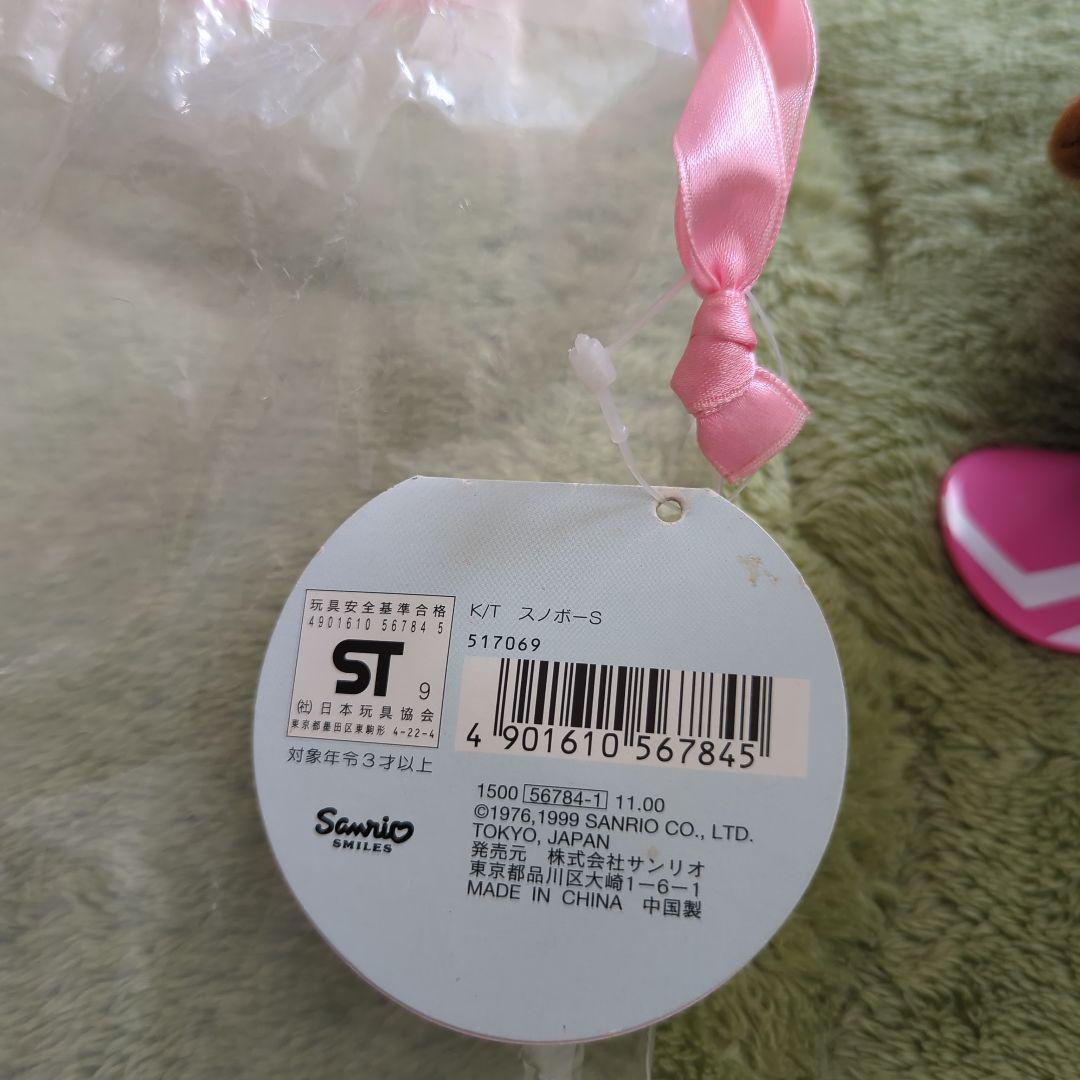 玩具安全基準合格
4901610 56784 5
ST 9
(社)日本玩具協会
東京都墨田区東駒形 4-22-4
対象年令3才以上
Sanrio
SMILES
K/T スノボーS
517069
4 901610 567845
1500 56784-1 11.00
©1976,1999 SANRIO CO., LTD.
TOKYO, JAPAN
発売元 株式会社サンリオ
東京都品川区大崎1-6-1
MADE IN CHINA 中国製